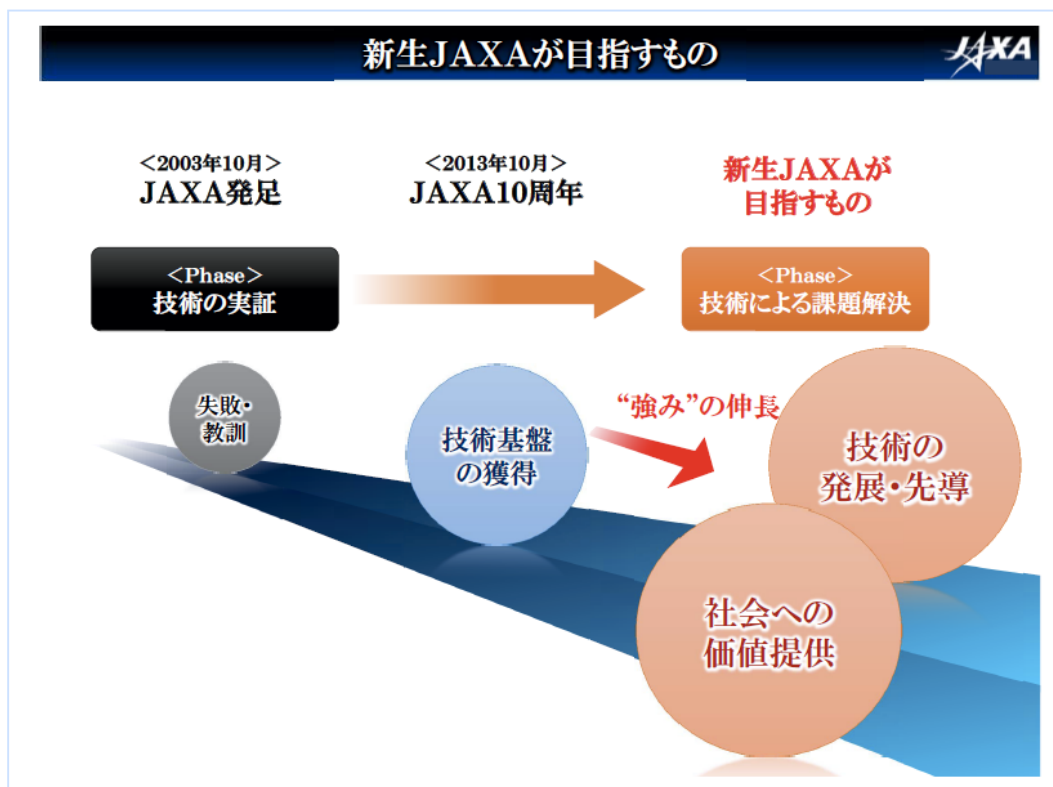 新生JAXAが目指すもの
JAXA
＜2003年10月＞
JAXA発足
＜2013年10月＞
JAXA10周年
新生JAXAが
目指すもの
＜Phase＞
技術の実証
＜Phase＞
技術による課題解決
失敗・
教訓
技術基盤
の獲得
“強み”の伸長
技術の
発展・先導
社会への
価値提供